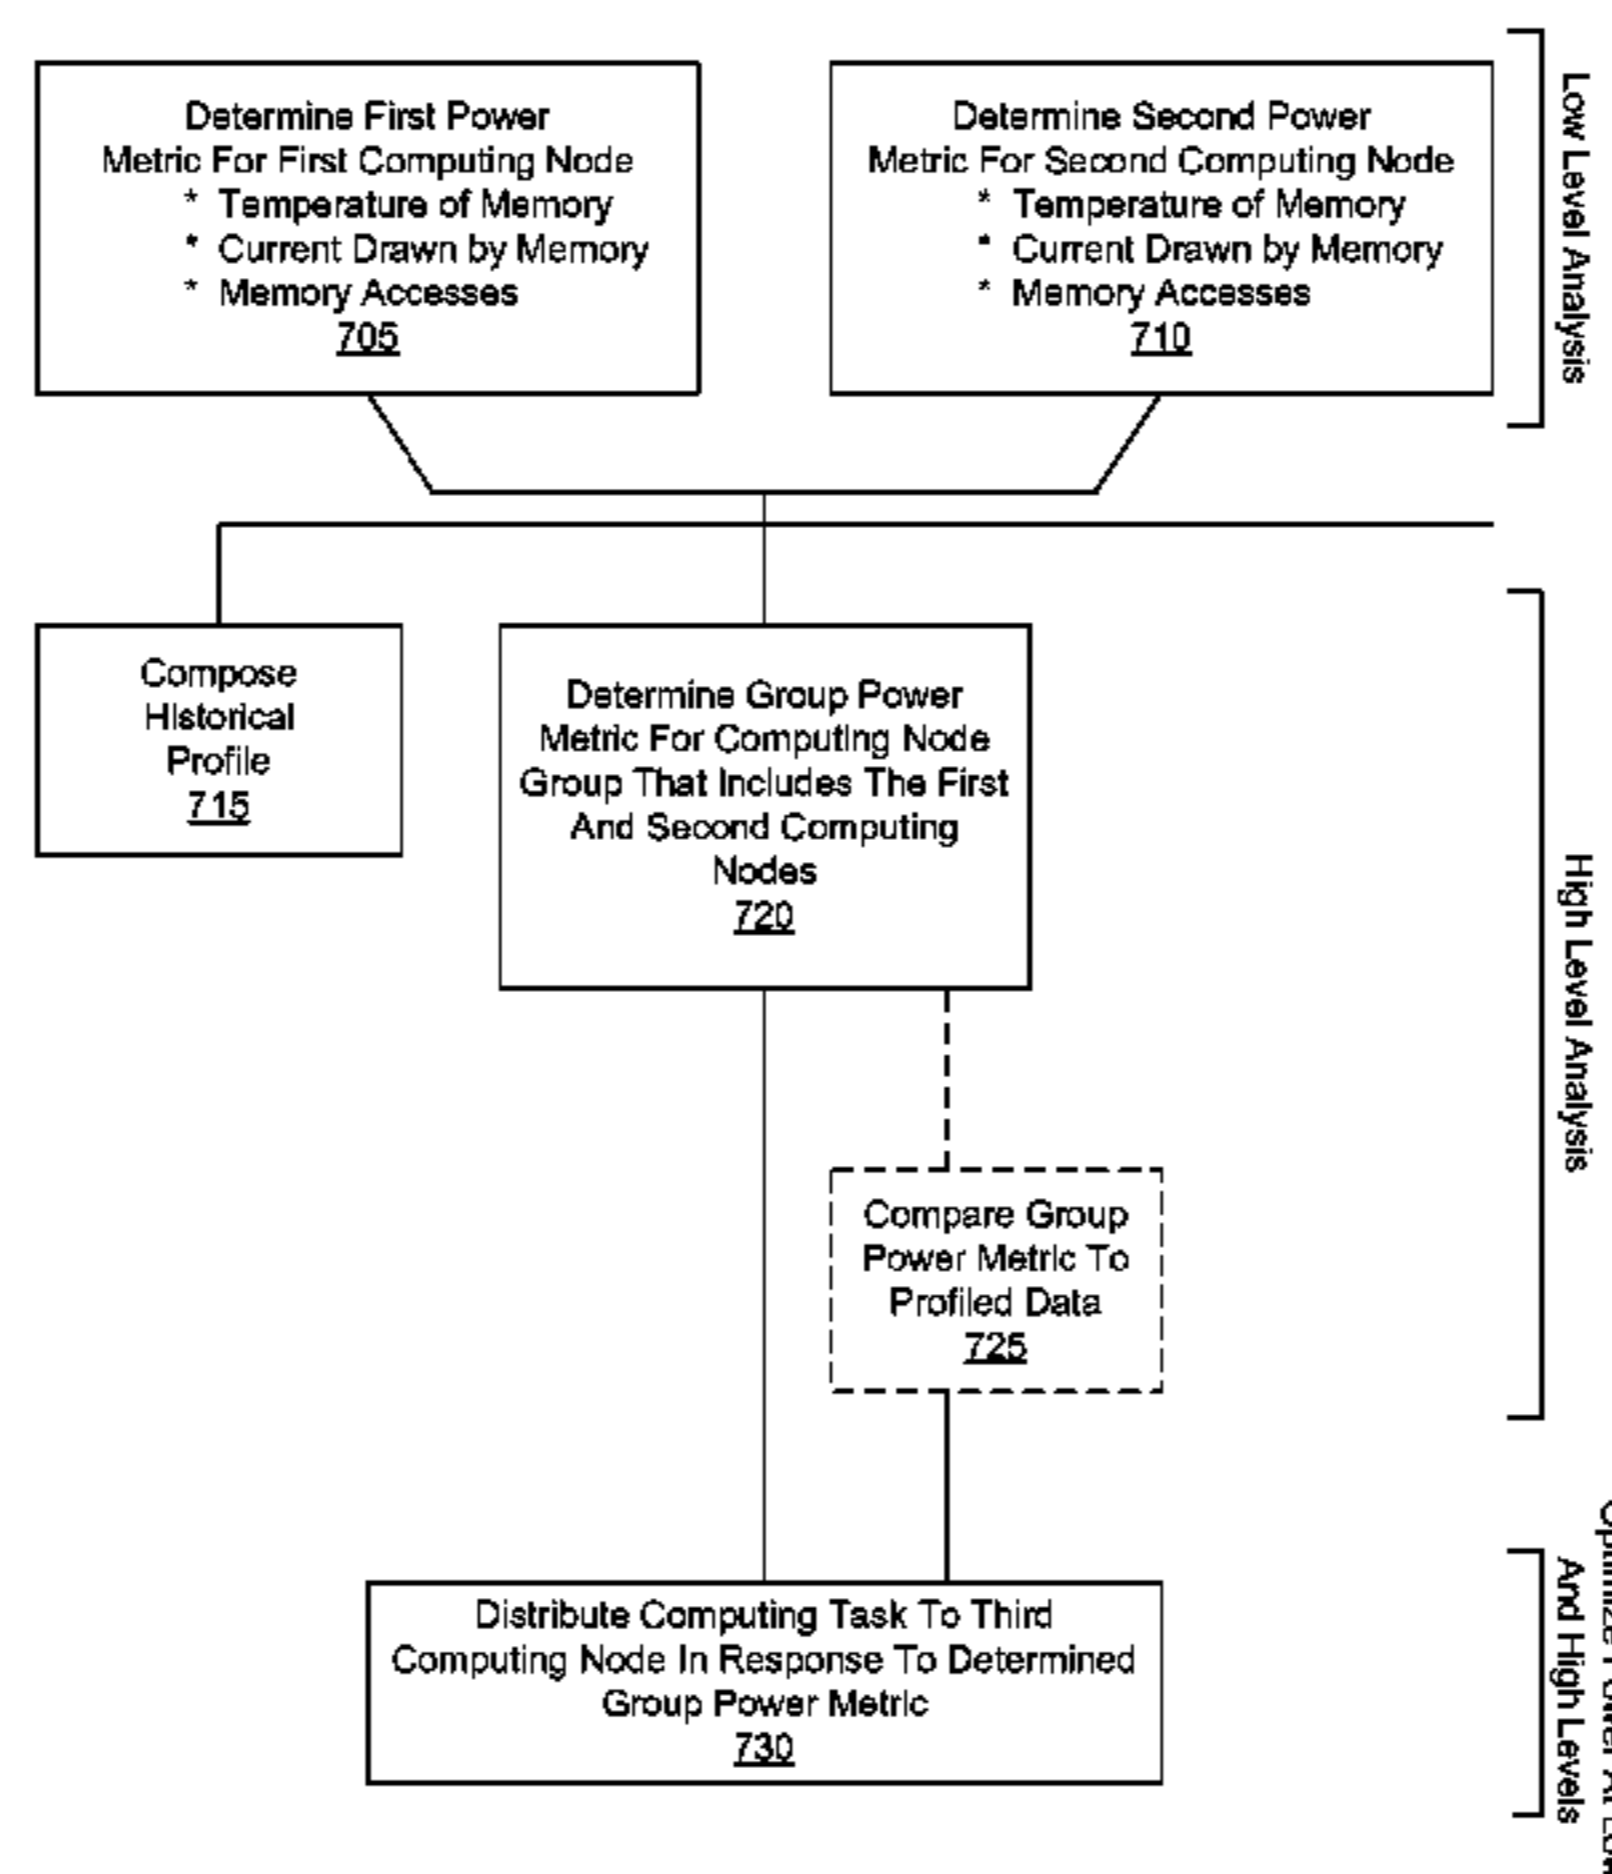 Determine First Power
Metric For First Computing Node
* Temperature of Memory
* Current Drawn by Memory
* Memory Accesses
705
Determine Second Power
Metric For Second Computing Node
* Temperature of Memory
* Current Drawn by Memory
* Memory Accesses
710
Low Level Analysis
Compose
Historical
Profile
715
Determine Group Power
Metric For Computing Node
Group That Includes The First
And Second Computing
Nodes
720
High Level Analysis
Compare Group
Power Metric To
Profiled Data
725
Distribute Computing Task To Third
Computing Node In Response To Determined
Group Power Metric
730
Optimize Power At
And High Levels